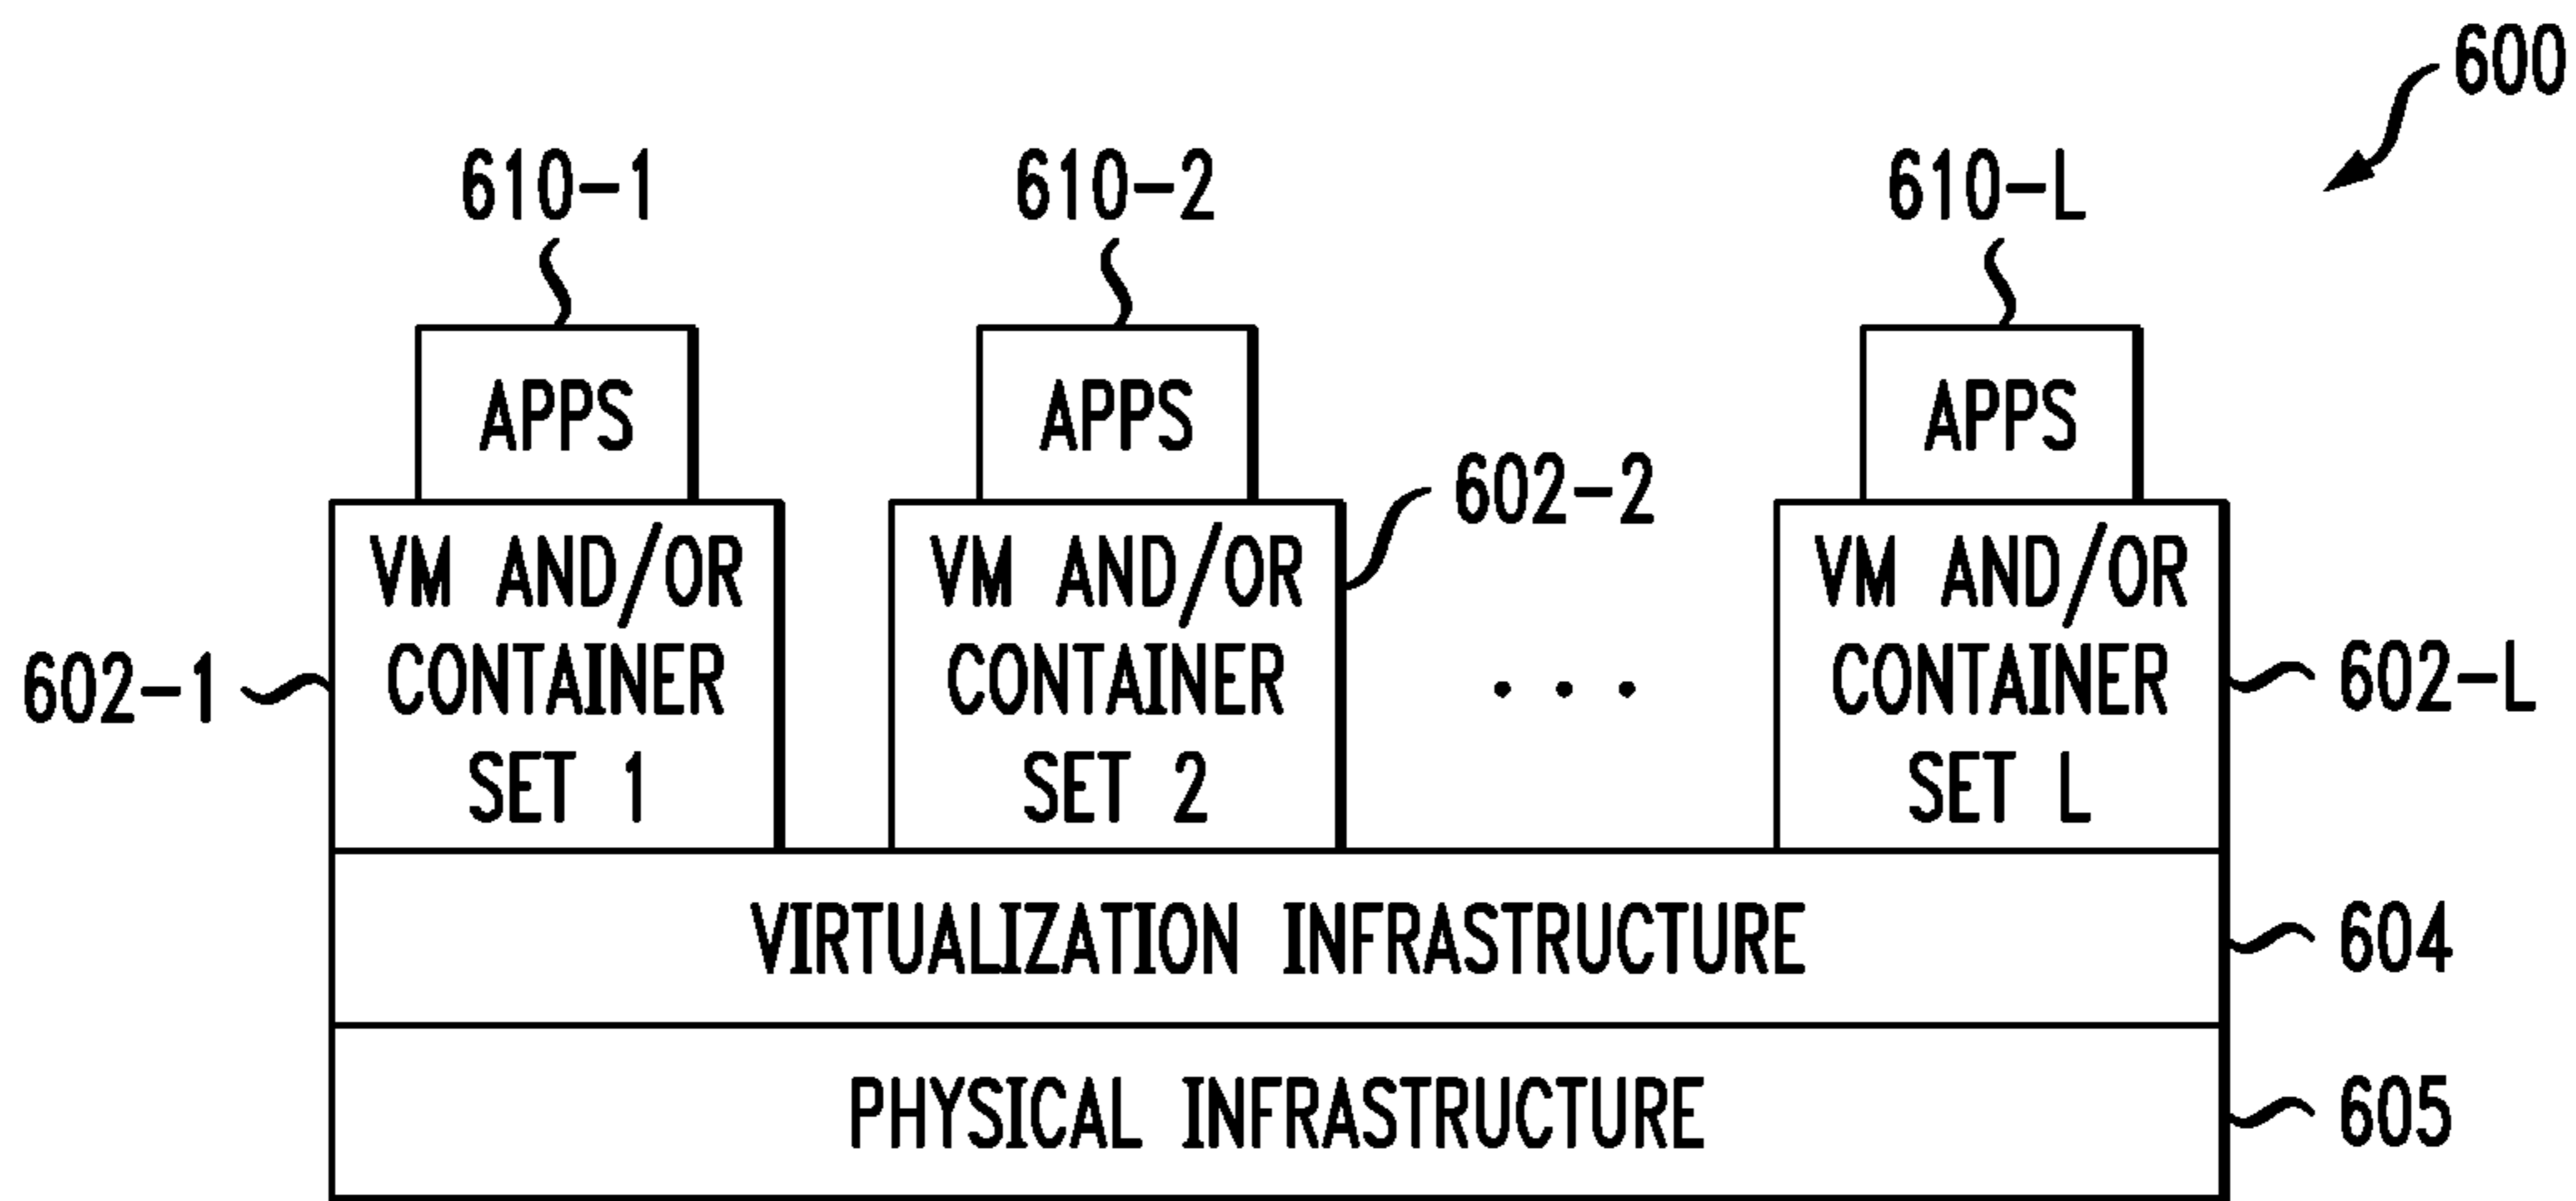 600
610-1
610-2
610-L
APPS
APPS
APPS
602-2
VM AND/OR
CONTAINER
SET 1
VM AND/OR
CONTAINER
SET 2
. . .
VM AND/OR
CONTAINER
SET L
602-1
602-L
VIRTUALIZATION INFRASTRUCTURE
604
PHYSICAL INFRASTRUCTURE
605